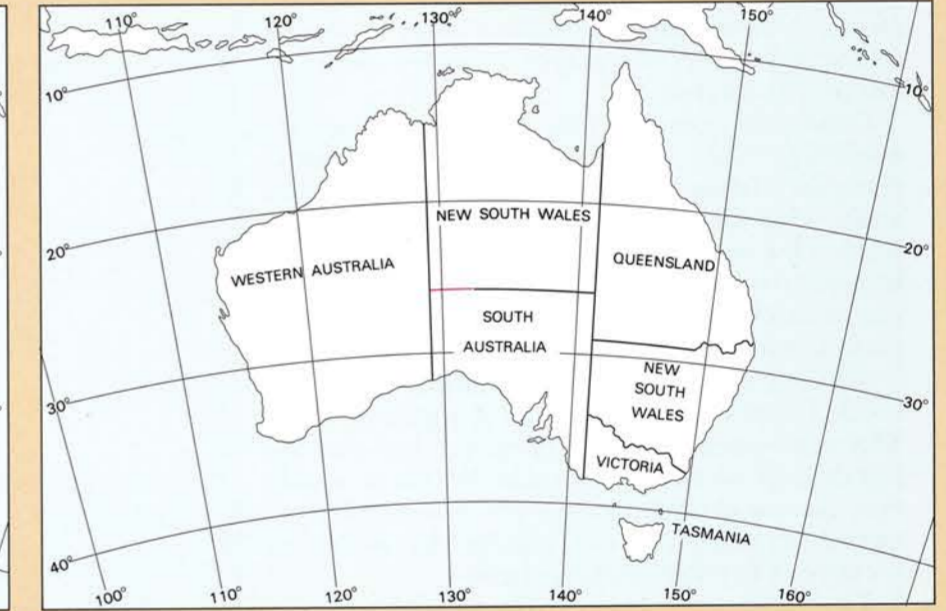 110°
120°
130°
140°
150°
10°
10°
NEW SOUTH WALES
20°
20°
WESTERN AUSTRALIA
QUEENSLAND
SOUTH
AUSTRALIA
NEW
SOUTH
WALES
30°
30°
VICTORIA
TASMANIA
40°
100°
110°
120°
130°
140°
150°
160°